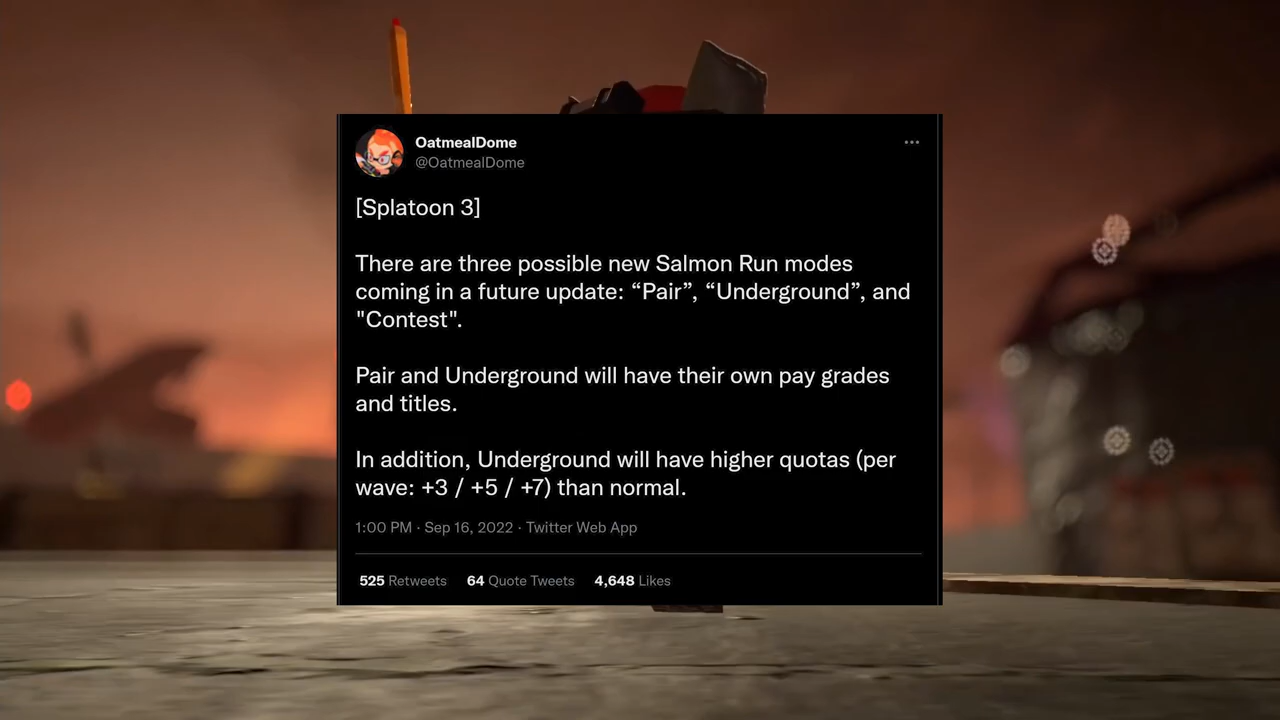 OatmealDome
@OatmealDome
[Splatoon 3]
There are three possible new Salmon Run modes
coming in a future update: “Pair”, “Underground”, and
"Contest".
Pair and Underground will have their own pay grades
and titles.
In addition, Underground will have higher quotas (per
wave: +3 / +5 / +7) than normal.
1:00 PM · Sep 16, 2022 · Twitter Web App
525 Retweets 64 Quote Tweets 4,648 Likes